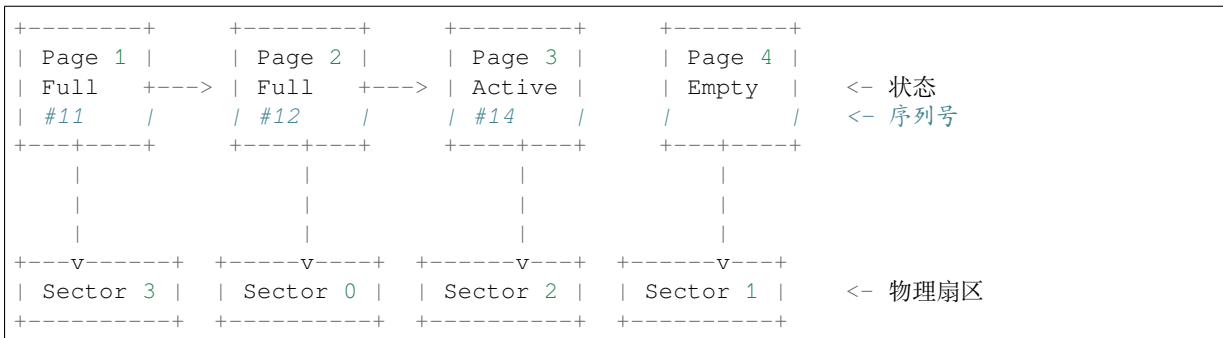 +--------+     +--------+     +--------+     +--------+
| Page 1 |     | Page 2 |     | Page 3 |     | Page 4 |
| Full   +---> | Full   +---> | Active |     | Empty  |   <- 状态
| #11    |     | #12    |     | #14    |     |        |   <- 序列号
+---+----+     +----+---+     +----+---+     +---+----+
    |               |              |             |
    |               |              |             |
    |               |              |             |
+---v------+  +-----v----+  +------v---+  +------v---+
| Sector 3 |  | Sector 0 |  | Sector 2 |  | Sector 1 |    <- 物理扇区
+----------+  +----------+  +----------+  +----------+